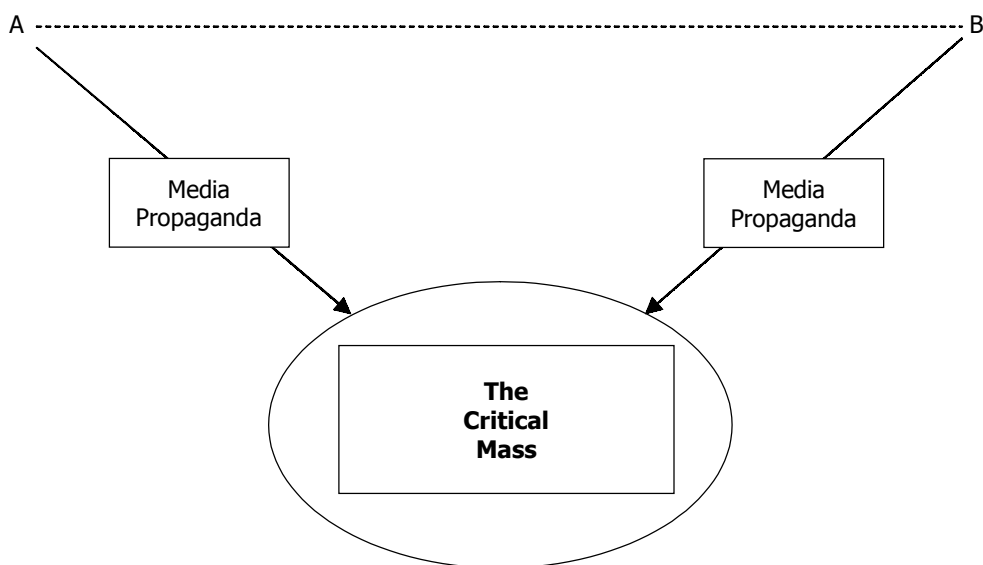 A
B
Media
Propaganda
Media
Propaganda
The
Critical
Mass